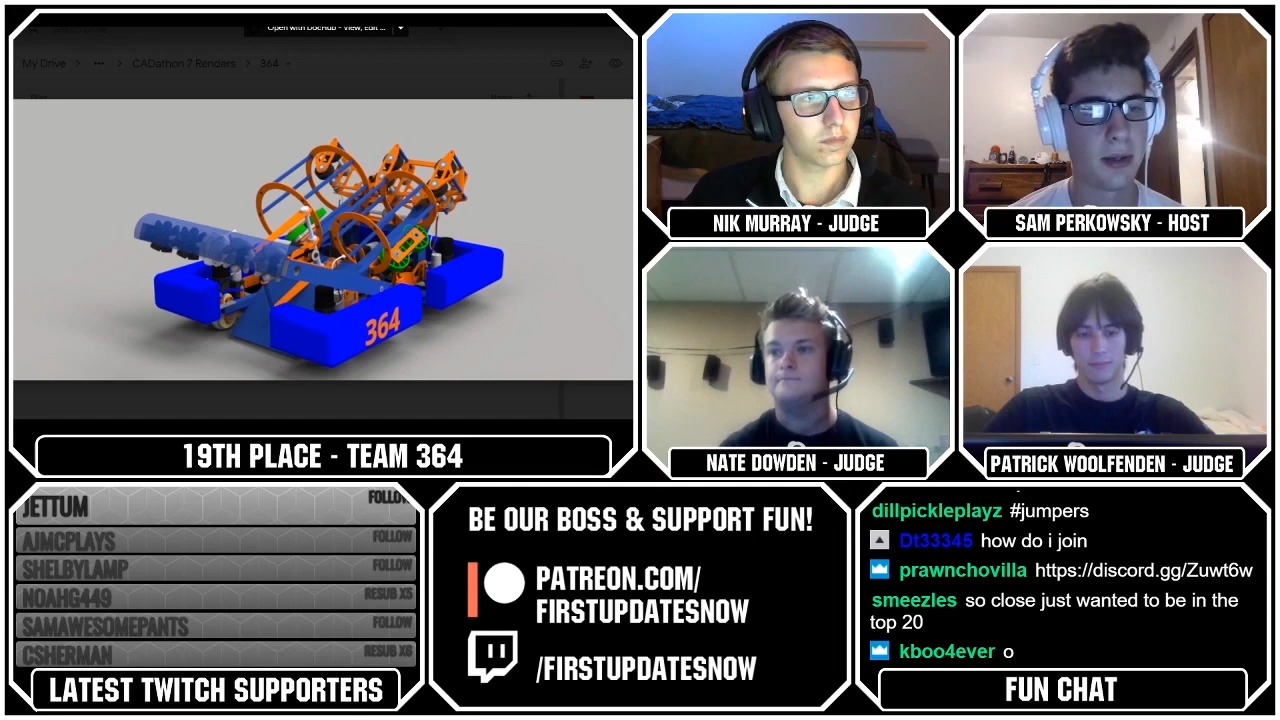 Open with DocHub - View, Edit ...
My Drive > ••• > CADathon 7 Renders > 364
364
19TH PLACE - TEAM 364
NIK MURRAY - JUDGE
SAM PERKOWSKY - HOST
NATE DOWDEN - JUDGE
PATRICK WOOLFENDEN - JUDGE
JETTUM FOLLOW
AJMCPLAYS FOLLOW
SHELBYLAMP FOLLOW
NOAHG449 RESUB X5
SAMAWESOMEPANTS FOLLOW
CSHERMAN RESUB X6
LATEST TWITCH SUPPORTERS
BE OUR BOSS & SUPPORT FUN!
PATREON.COM/
FIRSTUPDATESNOW
/FIRSTUPDATESNOW
dillpickleplayz #jumpers
Dt33345 how do i join
prawnchovilla https://discord.gg/Zuwt6w
smeezles so close just wanted to be in the
top 20
kboo4ever o
FUN CHAT